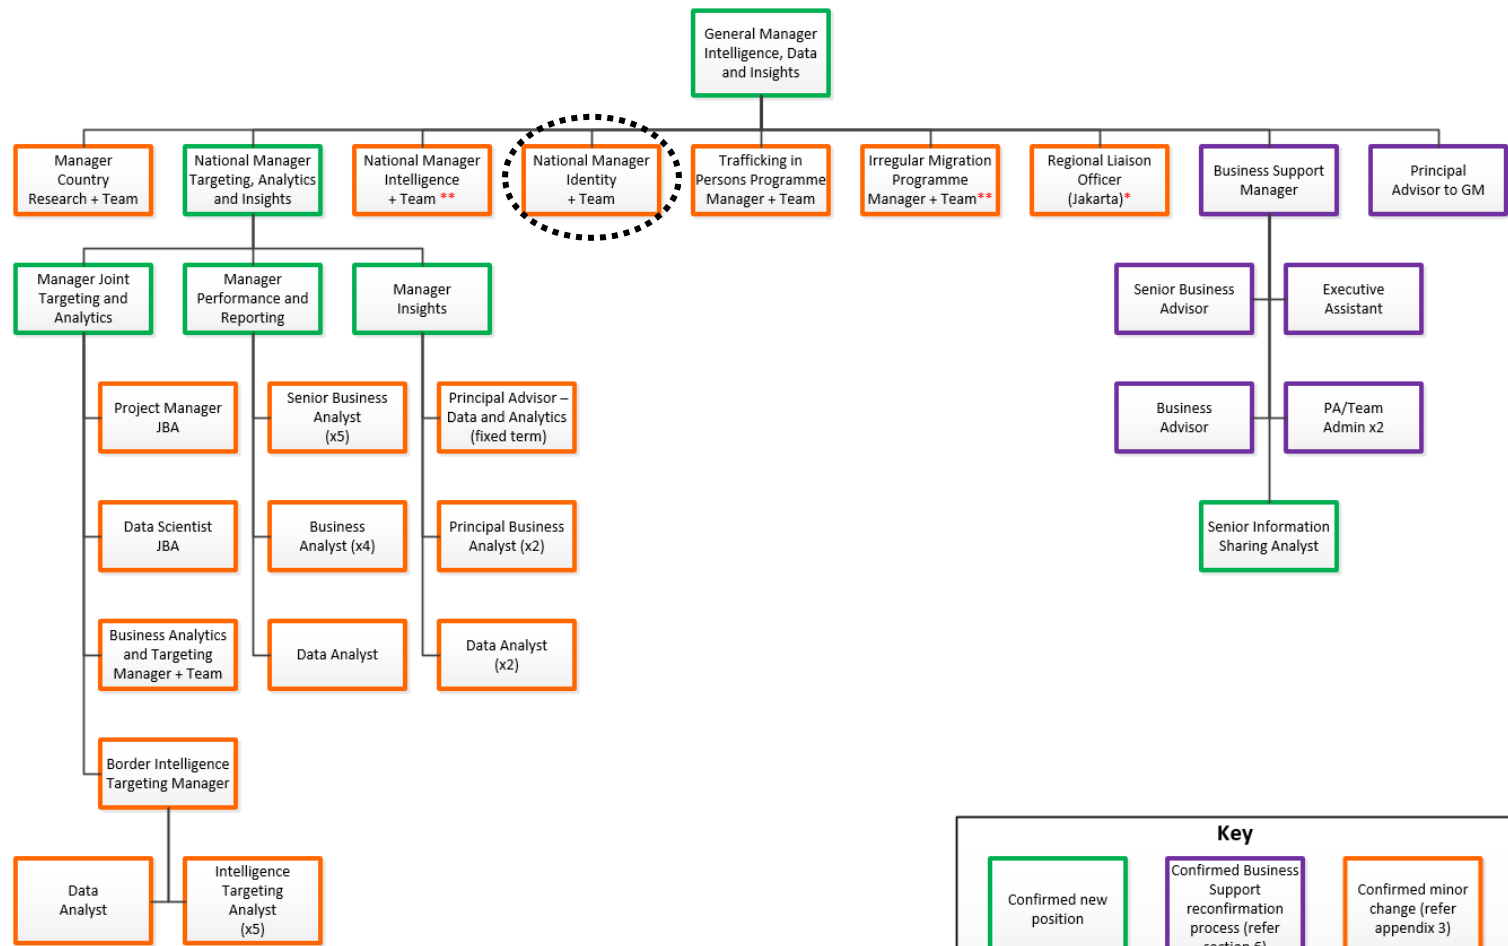 General Manager
Intelligence, Data
and Insights
Manager
Country
Research + Team
National Manager
Targeting, Analytics
and Insights
National Manager
Intelligence
+ Team **
National Manager
Identity
+ Team
Trafficking in
Persons Programme
Manager + Team
Irregular Migration
Programme
Manager + Team**
Regional Liaison
Officer
(Jakarta)*
Business Support
Manager
Principal
Advisor to GM
Manager Joint
Targeting and
Analytics
Manager
Performance and
Reporting
Manager
Insights
Senior Business
Advisor
Executive
Assistant
Project Manager
JBA
Senior Business
Analyst
(x5)
Principal Advisor –
Data and Analytics
(fixed term)
Business
Advisor
PA/Team
Admin x2
Data Scientist
JBA
Business
Analyst (x4)
Principal Business
Analyst (x2)
Senior Information
Sharing Analyst
Business Analytics
and Targeting
Manager + Team
Data Analyst
Data Analyst
(x2)
Border Intelligence
Targeting Manager
Data
Analyst
Intelligence
Targeting
Analyst
(x5)
Key
Confirmed new
position
Confirmed Business
Support
reconfirmation
process (refer
section 6)
Confirmed minor
change (refer
appendix 3)